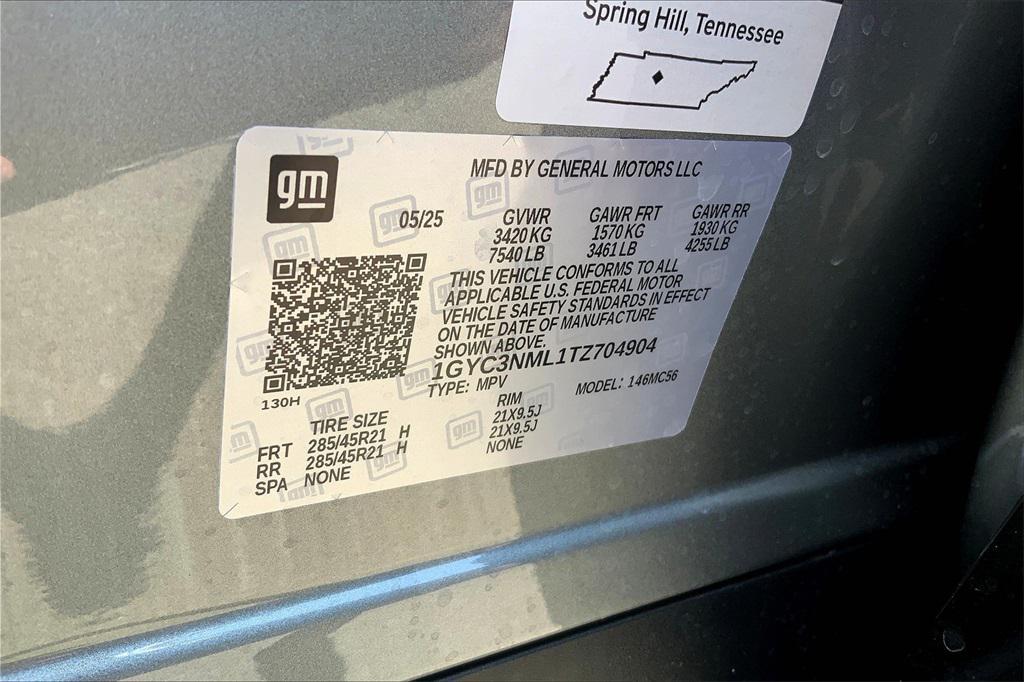 Spring Hill, Tennessee
gm
MFD BY GENERAL MOTORS LLC
05/25 GVWR GAWR FRT GAWR RR
3420 KG 1570 KG 1930 KG
7540 LB 3461 LB 4255 LB
THIS VEHICLE CONFORMS TO ALL
APPLICABLE U.S. FEDERAL MOTOR
VEHICLE SAFETY STANDARDS IN EFFECT
ON THE DATE OF MANUFACTURE
SHOWN ABOVE.
1GYC3NML1TZ704904
TYPE: MPV MODEL: 146MC56
130H
TIRE SIZE RIM
FRT 285/45R21 H 21X9.5J
RR 285/45R21 H 21X9.5J
SPA NONE NONE